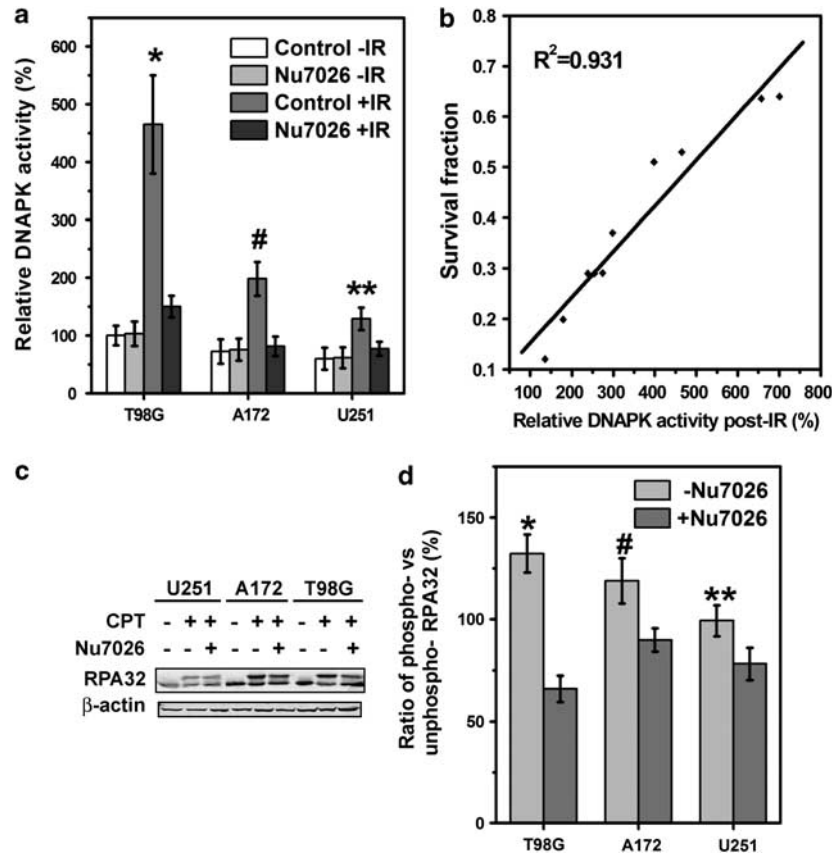 a
Relative DNAPK activity (%)
600
500
400
300
200
100
0
*
#
**
Control -IR
Nu7026 -IR
Control +IR
Nu7026 +IR
T98G A172 U251
b
Survival fraction
0.8
0.7
0.6
0.5
0.4
0.3
0.2
0.1
R²=0.931
100 200 300 400 500 600 700 800
Relative DNAPK activity post-IR (%)
c
U251 A172 T98G
CPT - + + - + + - + +
Nu7026 + + +
RPA32
β-actin
d
Ratio of phospho- vs
unphospho- RPA32 (%)
150
100
50
0
-Nu7026
+Nu7026
*
#
**
T98G A172 U251